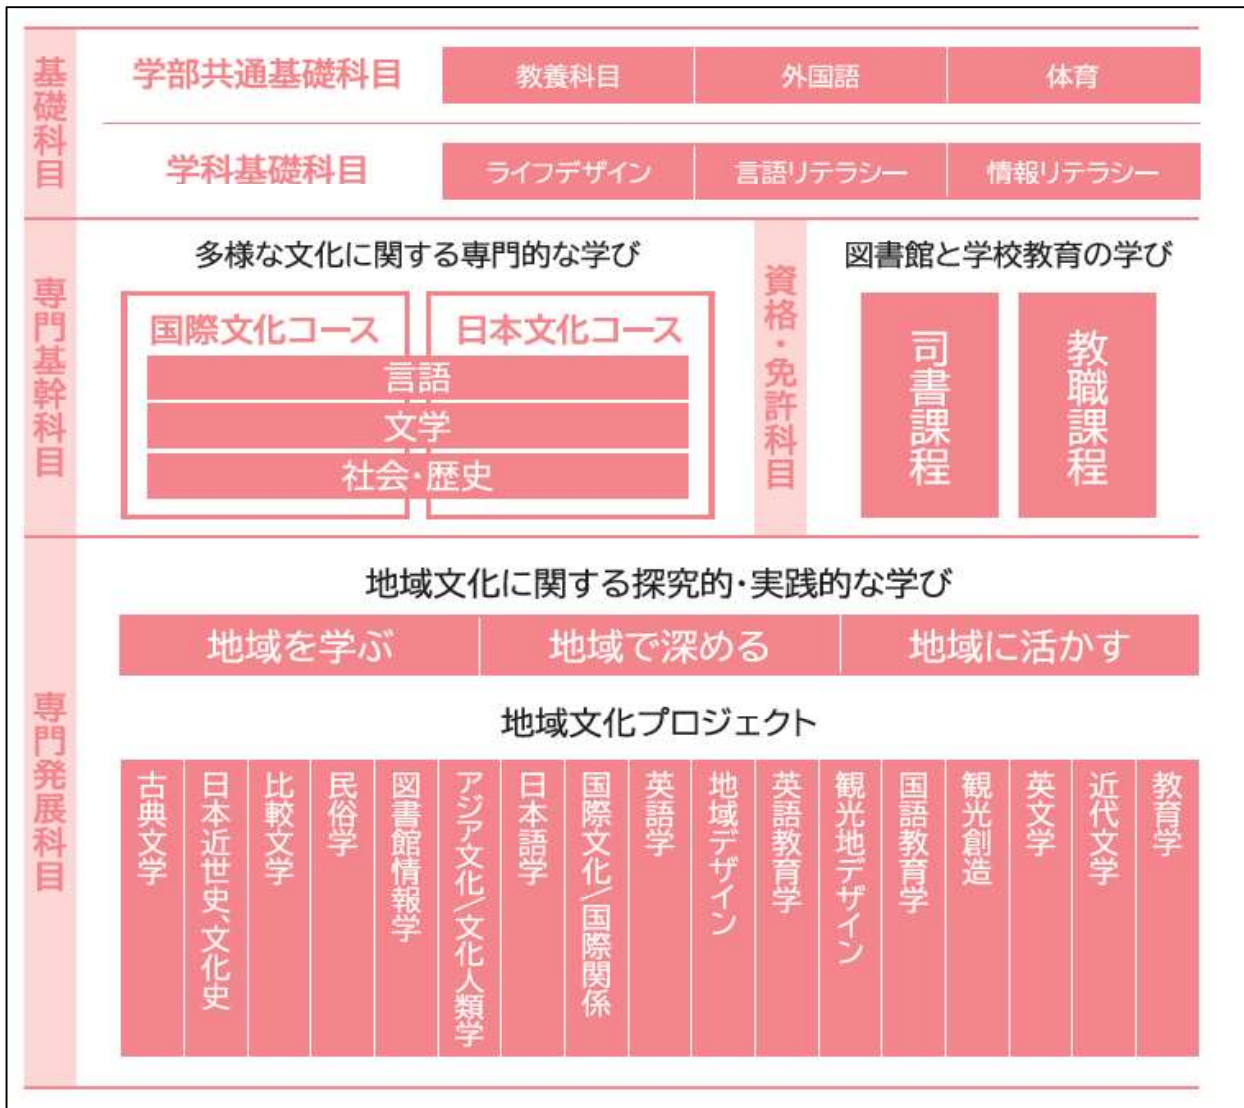 基礎科目
学部共通基礎科目
教養科目
外国語
体育
学科基礎科目
ライフデザイン
言語リテラシー
情報リテラシー
専門基幹科目
多様な文化に関する専門的な学び
国際文化コース
日本文化コース
言語
文学
社会・歴史
資格・免許科目
図書館と学校教育の学び
司書課程
教職課程
専門発展科目
地域文化に関する探究的・実践的な学び
地域を学ぶ
地域で深める
地域に活かす
地域文化プロジェクト
古典文学
日本近世史、文化史
比較文学
民俗学
図書館情報学
アジア文化/文化人類学
日本語学
国際文化/国際関係
英語学
地域デザイン
英語教育学
観光地デザイン
国語教育学
観光創造
英文学
近代文学
教育学